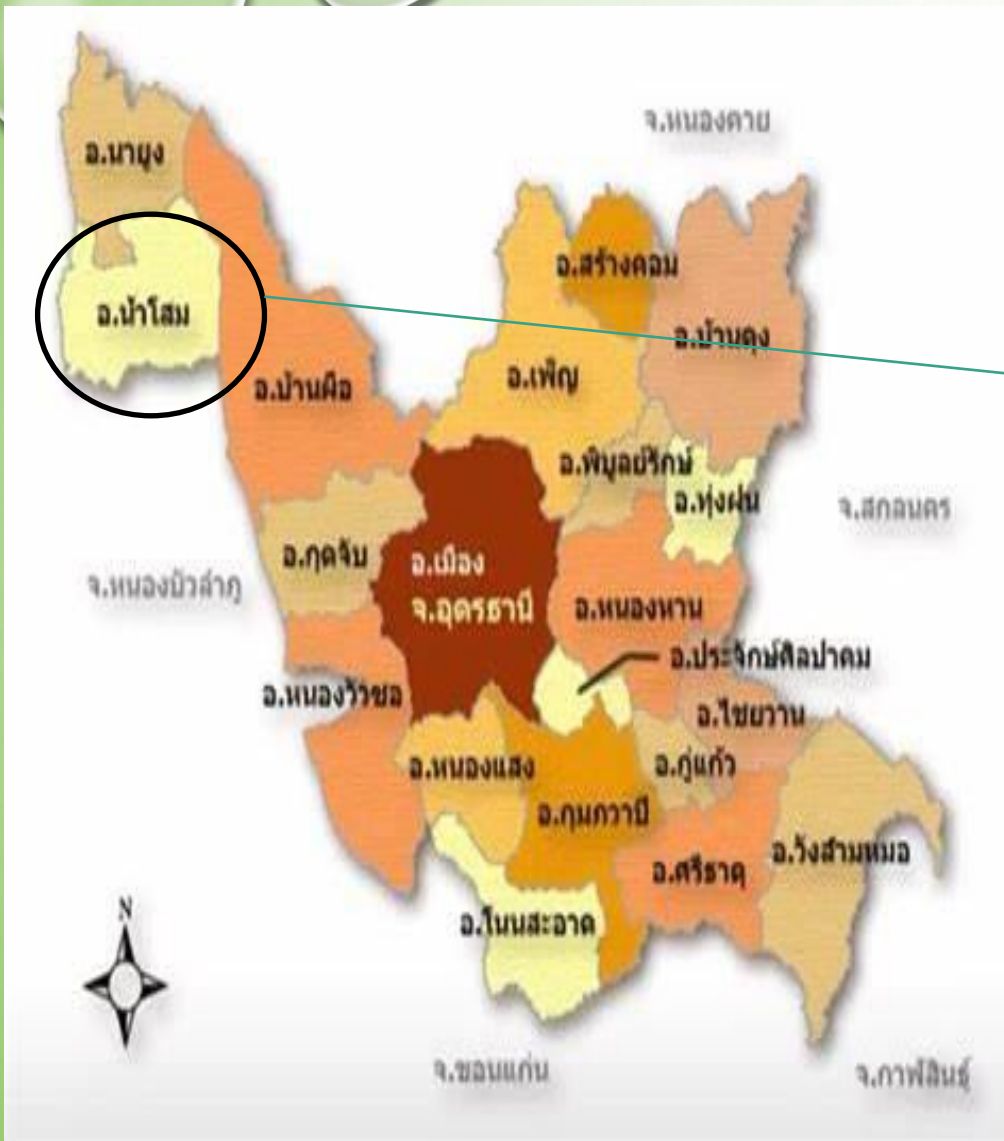 จ.หนองคาย
อ.นายูง
อ.สร้างคอม
อ.น้ำโสม
อ.บ้านดุง
อ.เพ็ญ
อ.บ้านผือ
อ.พิบูลย์รักษ์
อ.ทุ่งฝน
จ.สกลนคร
อ.กุดจับ
อ.เมือง
จ.อุดรธานี
จ.หนองบัวลำภู
อ.หนองหาน
อ.ประจักษ์ศิลปาคม
อ.หนองวัวซอ
อ.ไชยวาน
อ.หนองแสง
อ.กู่แก้ว
อ.กุมภวาปี
อ.วังสามหมอ
อ.ศรีธาตุ
อ.โนนสะอาด
N
จ.ขอนแก่น
จ.กาฬสินธุ์